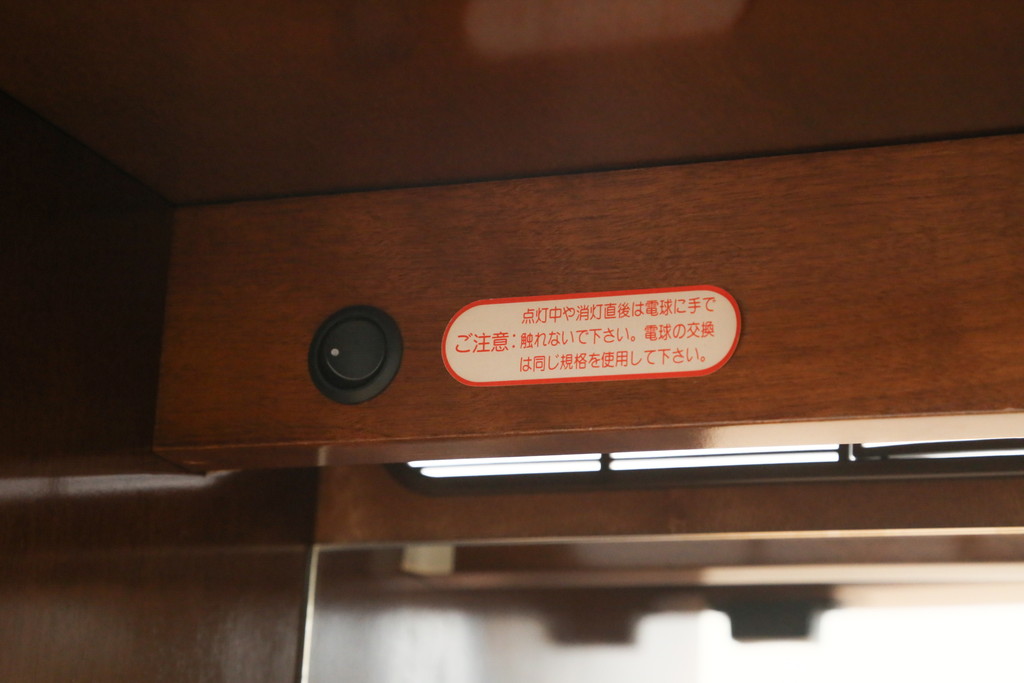 点灯中や消灯直後は電球に手で
ご注意:触れないで下さい。電球の交換
は同じ規格を使用して下さい。